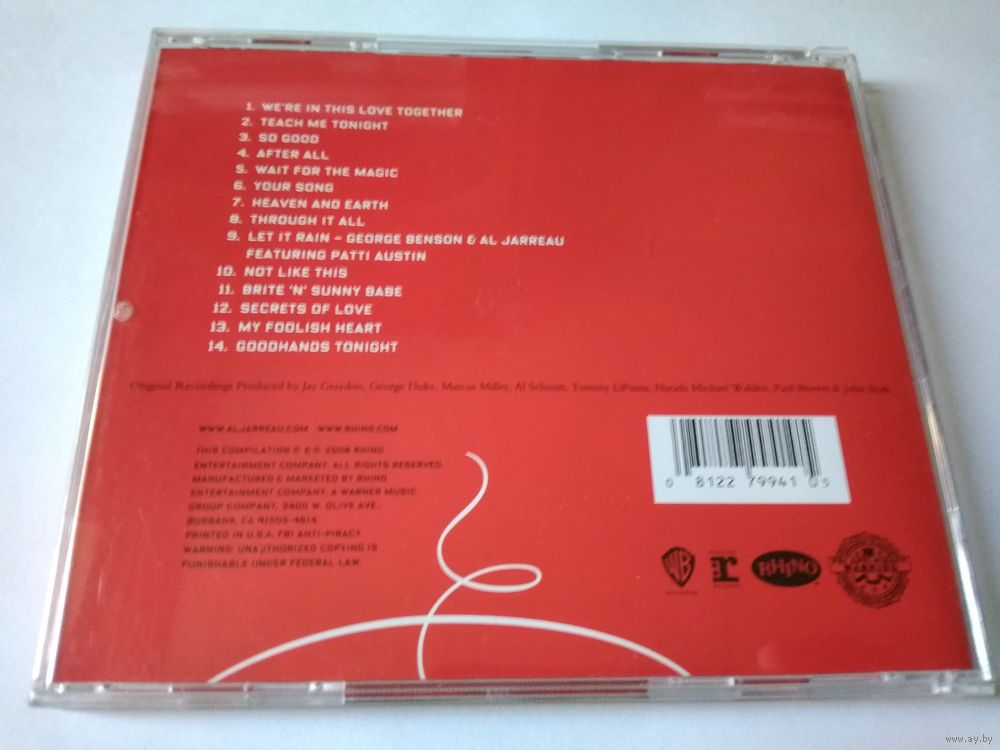 1. WE'RE IN THIS LOVE TOGETHER
2. TEACH ME TONIGHT
3. SO GOOD
4. AFTER ALL
5. WAIT FOR THE MAGIC
6. YOUR SONG
7. HEAVEN AND EARTH
8. THROUGH IT ALL
9. LET IT RAIN – GEORGE BENSON & AL JARREAU
FEATURING PATTI AUSTIN
10. NOT LIKE THIS
11. BRITE 'N' SUNNY BABE
12. SECRETS OF LOVE
13. MY FOOLISH HEART
14. GOODHANDS TONIGHT
Original Recordings Produced by Jay Graydon, George Duke, Marcus Miller, Al Schmitt, Tommy LiPuma, Narada Michael Walden, Paul Brown & John
WWW.ALJARREAU.COM WWW.RHINO.COM
THIS COMPILATION ℗ & © 2008 RHINO
ENTERTAINMENT COMPANY. ALL RIGHTS RESERVED.
MANUFACTURED & MARKETED BY RHINO
ENTERTAINMENT COMPANY, A WARNER MUSIC
GROUP COMPANY, 3400 W. OLIVE AVE.,
BURBANK, CA 91505-4614.
PRINTED IN U.S.A. FBI ANTI-PIRACY
WARNING: UNAUTHORIZED COPYING IS
PUNISHABLE UNDER FEDERAL LAW.
0 81227 99410 5
WB
r
RHINO
www.ay.by